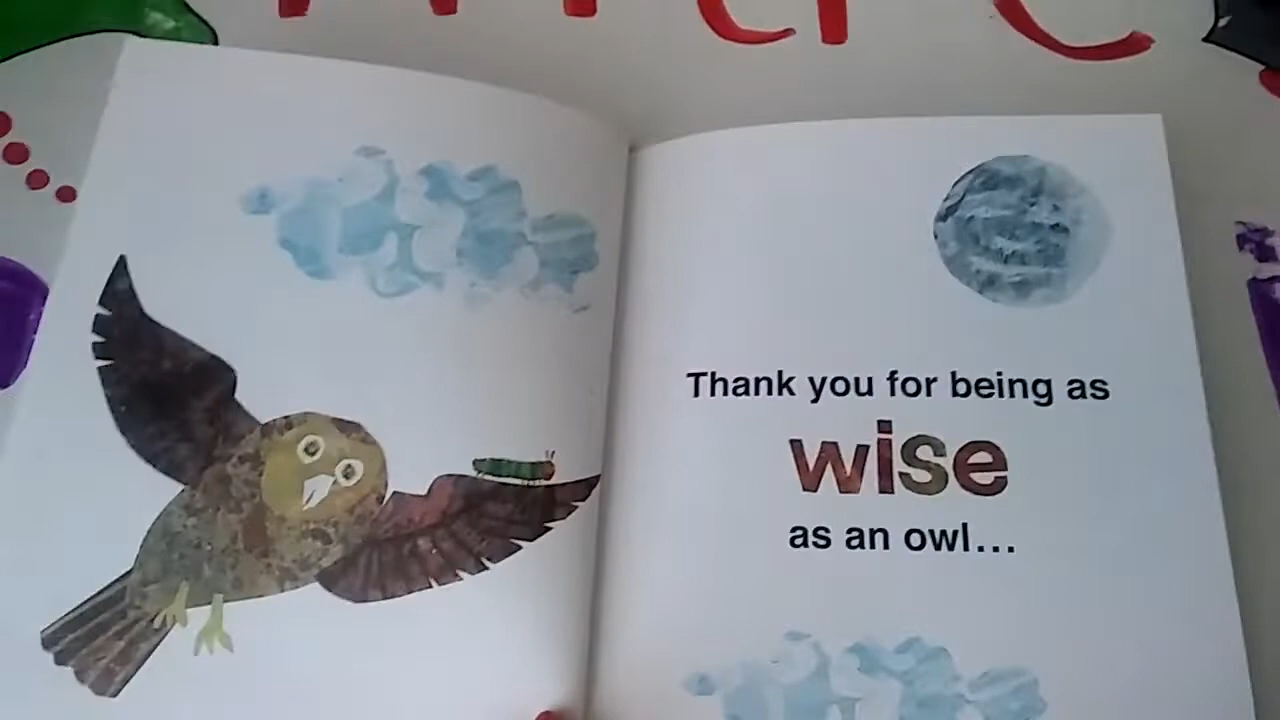 Thank you for being as
wise
as an owl...